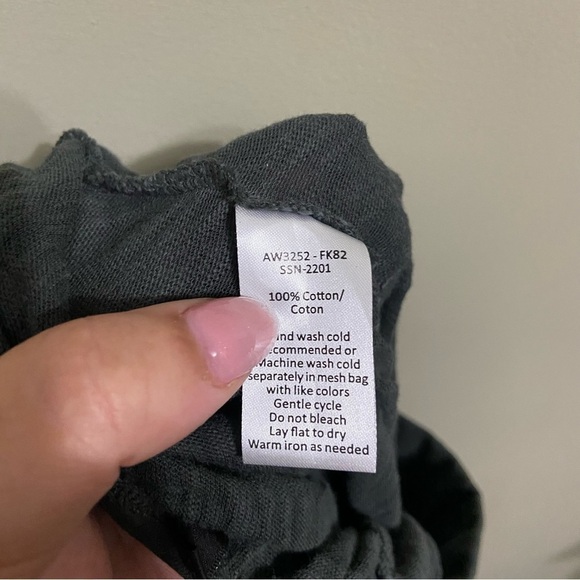 AW3252 - FK82
SSN-2201
100% Cotton/
Coton
wash cold
or
Machine wash cold
separately in mesh bag
with like colors
Gentle cycle
Do not bleach
Lay flat to dry
Warm iron as needed